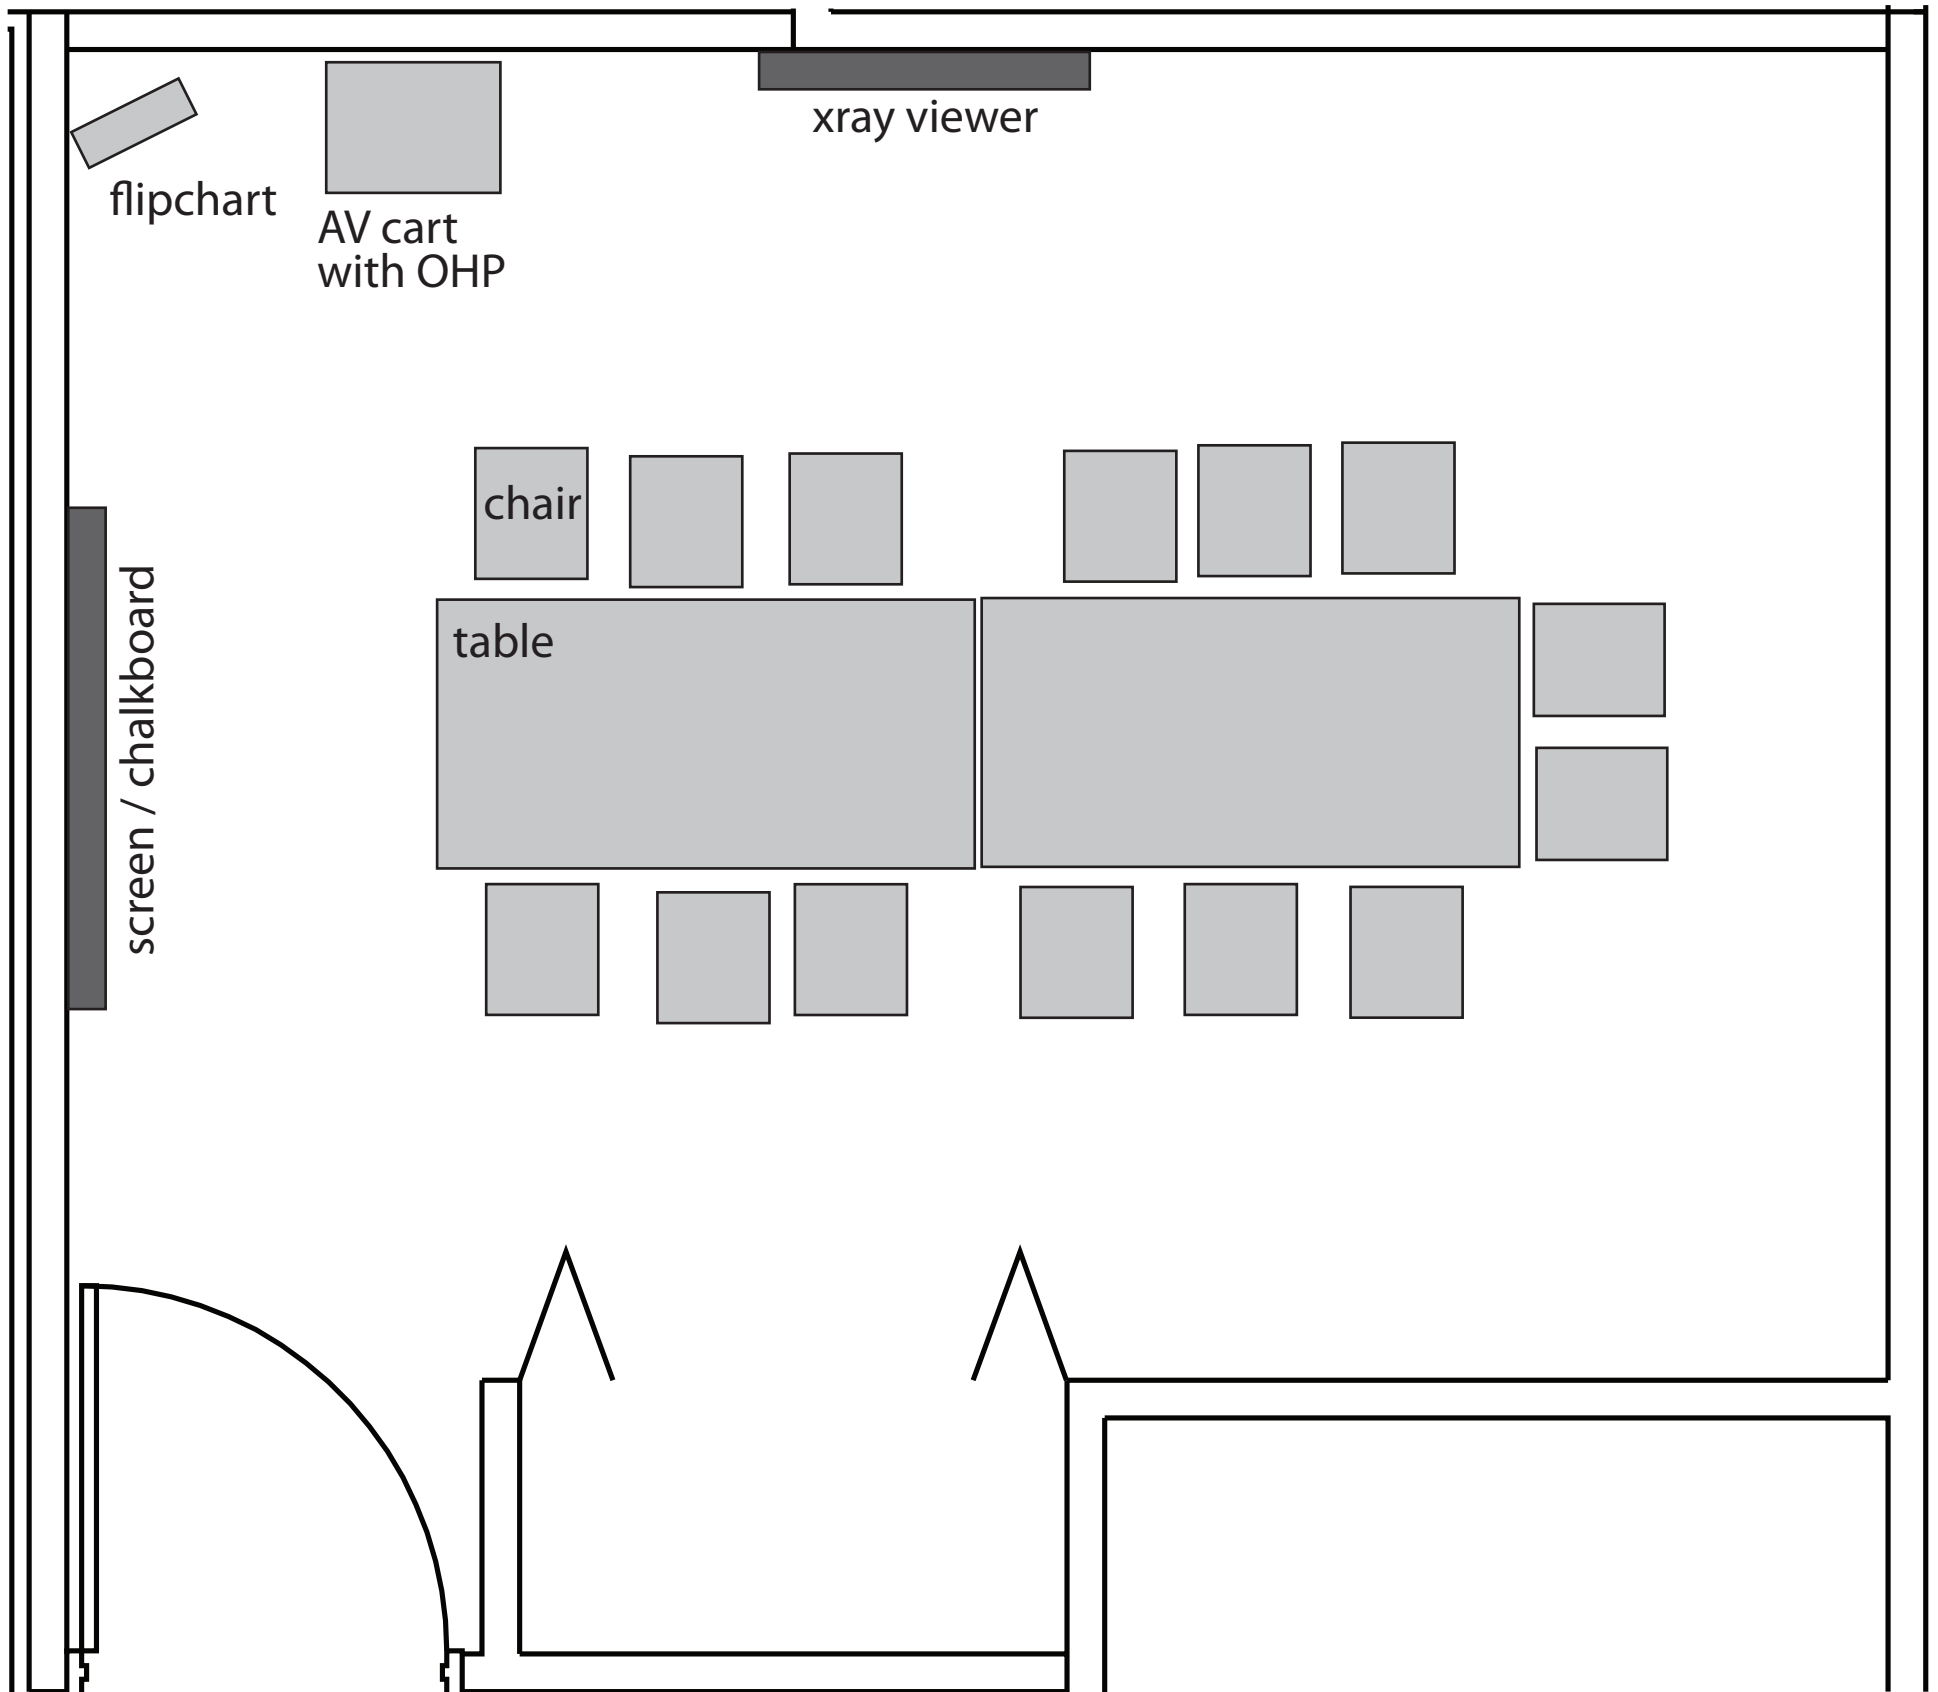 xray viewer
flipchart
AV cart
with OHP
chair
table
screen / chalkboard